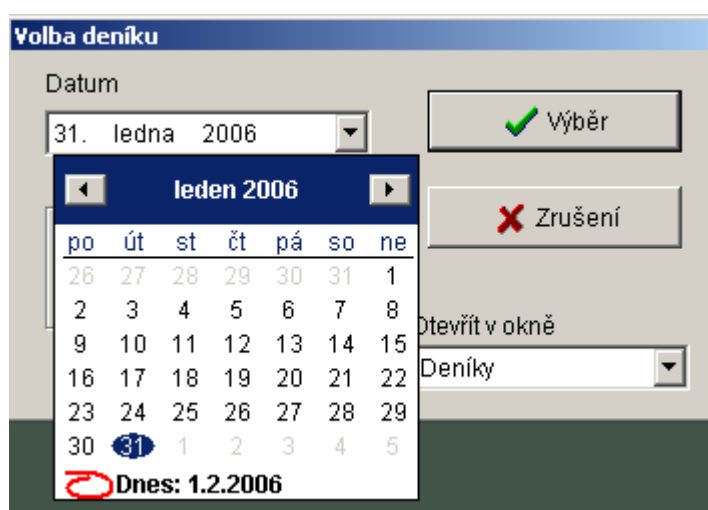 Volba deníku
Datum
31. ledna 2006
Výběr
leden 2006
Zrušení
po út st čt pá so ne
26 27 28 29 30 31 1
2 3 4 5 6 7 8
9 10 11 12 13 14 15
16 17 18 19 20 21 22
23 24 25 26 27 28 29
30 31 1 2 3 4 5
Dnes: 1.2.2006
Otevřít v okně
Deníky